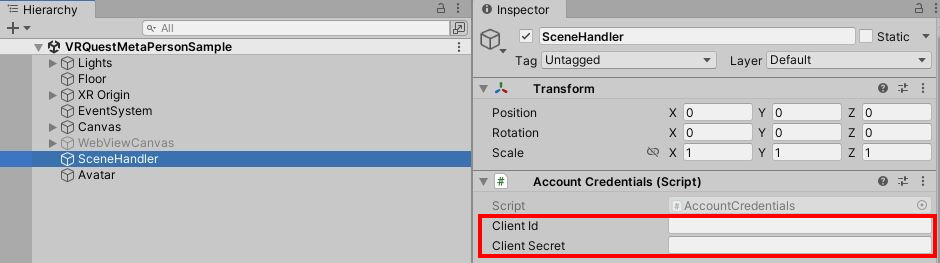 Hierarchy
All
VRQuestMetaPersonSample
Lights
Floor
XR Origin
EventSystem
Canvas
WebViewCanvas
SceneHandler
Avatar
Inspector
SceneHandler Static
Tag Untagged Layer Default
Transform
Position X 0 Y 0 Z 0
Rotation X 0 Y 0 Z 0
Scale X 1 Y 1 Z 1
# Account Credentials (Script)
Script # AccountCredentials
Client Id
Client Secret